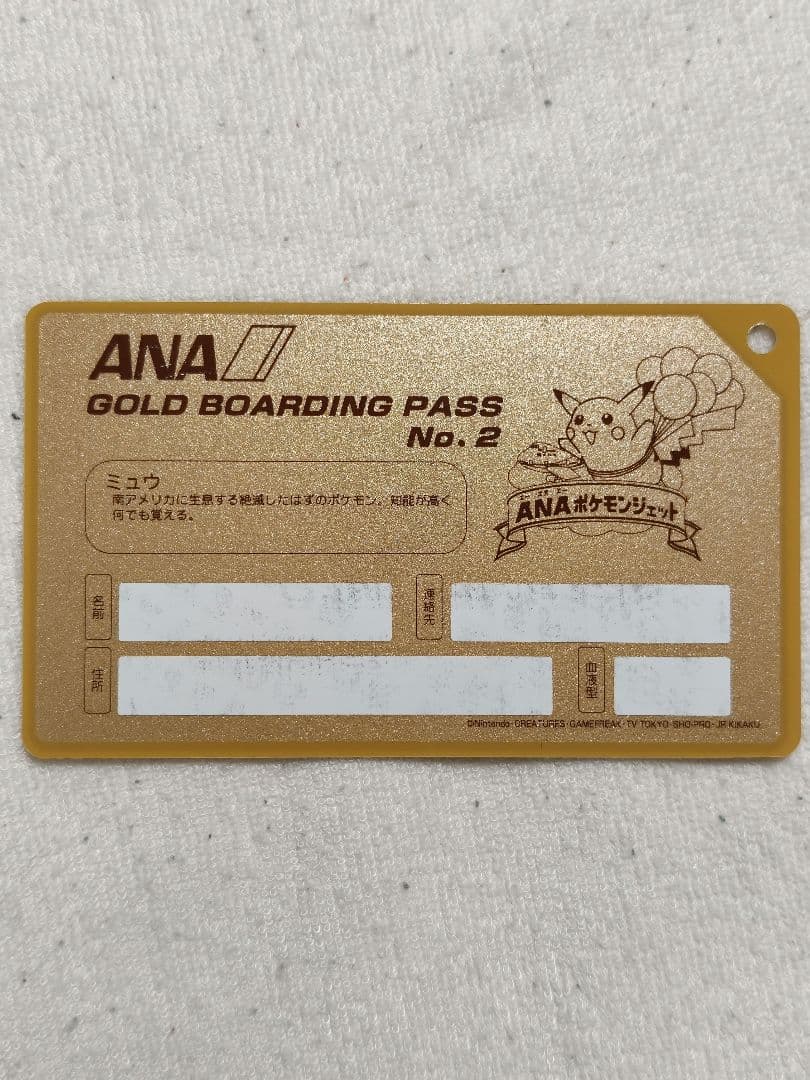 ANA
GOLD BOARDING PASS
No. 2
ミュウ
南アメリカに生息する絶滅したはずのポケモン。知能が高く
何でも覚える。
ANAポケモンジェット
名前
連絡先
住所
血液型
©Nintendo・CREATURES・GAMEFREAK・TV TOKYO・SHO-PRO・JR KIKAKU